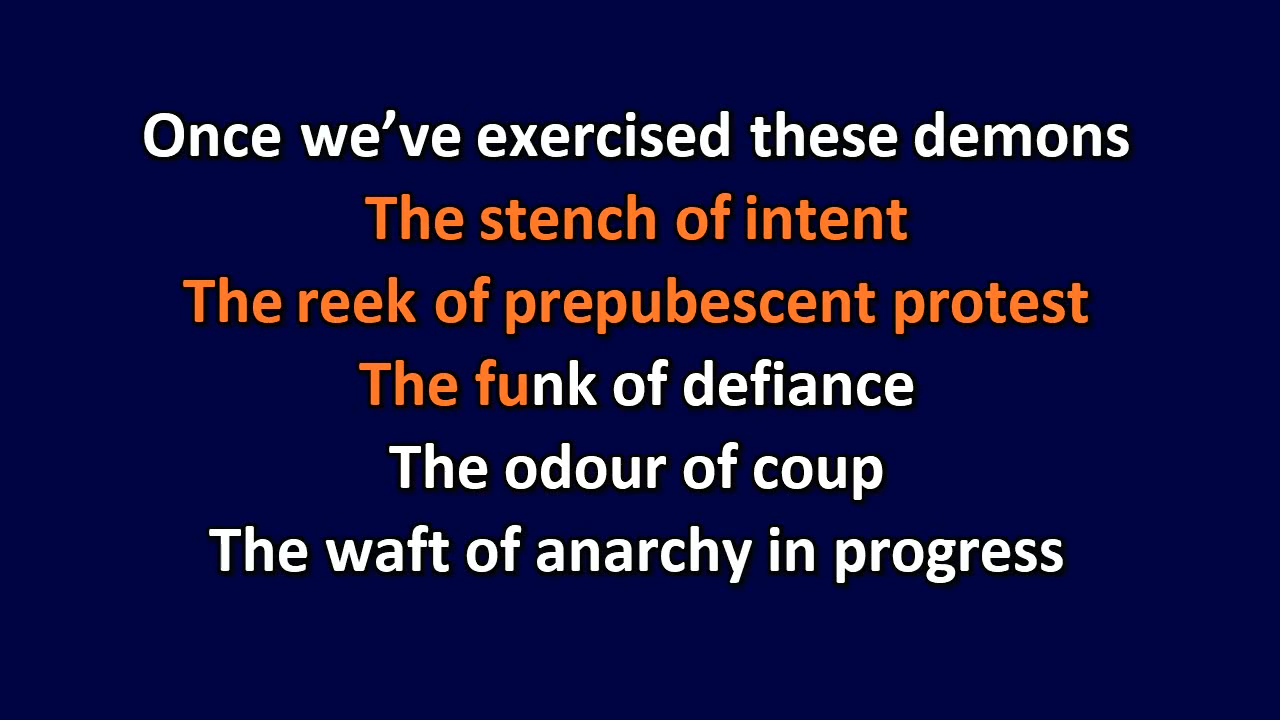 Once we’ve exercised these demons
The stench of intent
The reek of prepubescent protest
The funk of defiance
The odour of coup
The waft of anarchy in progress